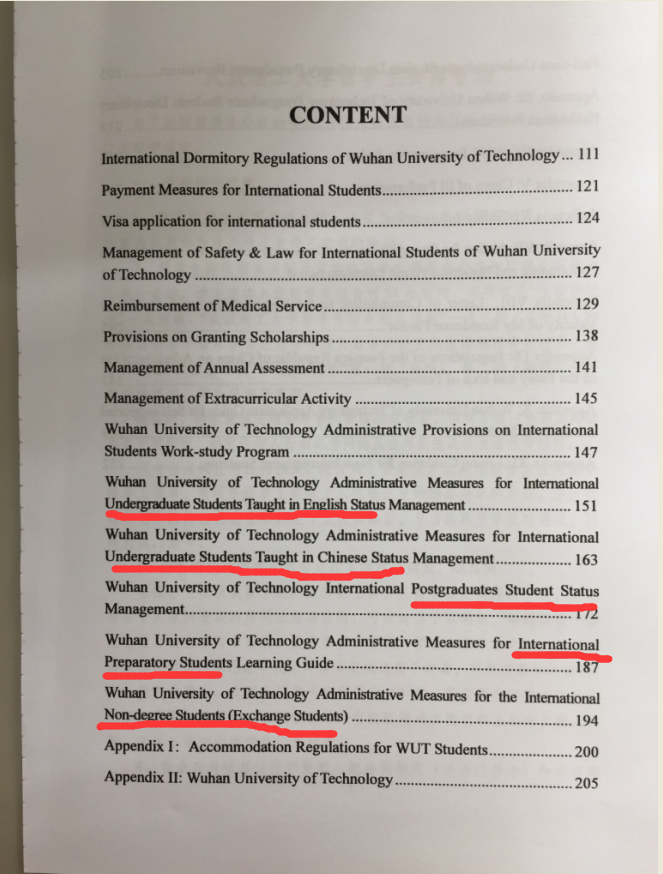 CONTENT
International Dormitory Regulations of Wuhan University of Technology... 111
Payment Measures for International Students.......................................... 121
Visa application for international students.............................................. 124
Management of Safety & Law for International Students of Wuhan University
of Technology .......................................................................... 127
Reimbursement of Medical Service.................................................... 129
Provisions on Granting Scholarships ................................................... 138
Management of Annual Assessment .................................................... 141
Management of Extracurricular Activity .............................................. 145
Wuhan University of Technology Administrative Provisions on International
Students Work-study Program .......................................................... 147
Wuhan University of Technology Administrative Measures for International
Undergraduate Students Taught in English Status Management ..................... 151
Wuhan University of Technology Administrative Measures for International
Undergraduate Students Taught in Chinese Status Management................ 163
Wuhan University of Technology International Postgraduates Student Status
Management................................................................................ 172
Wuhan University of Technology Administrative Measures for International
Preparatory Students Learning Guide .................................................. 187
Wuhan University of Technology Administrative Measures for the International
Non-degree Students (Exchange Students) ............................................... 194
Appendix I: Accommodation Regulations for WUT Students.................. 200
Appendix II: Wuhan University of Technology...................................... 205